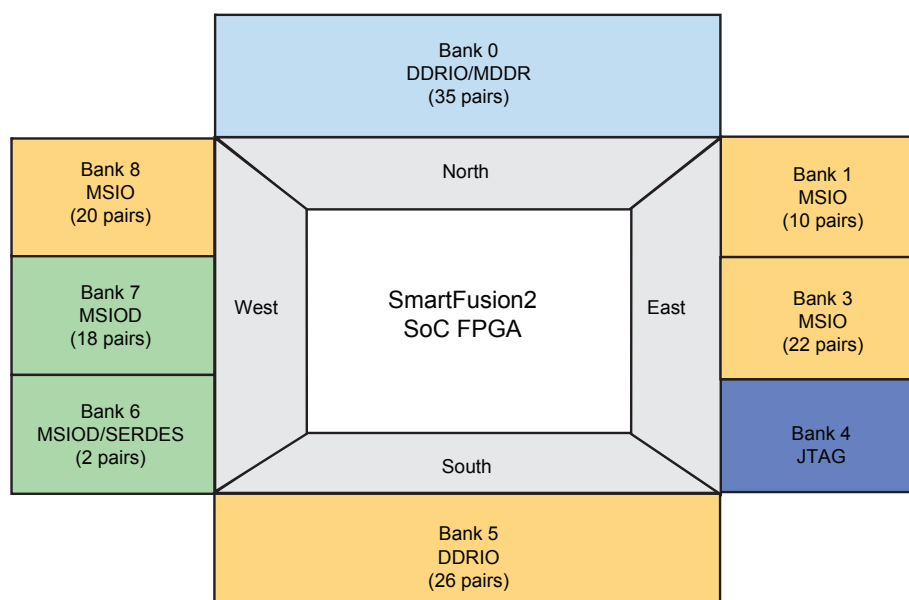 Bank 0
DDRIO/MDDR
(35 pairs)
North
Bank 8
MSIO
(20 pairs)
Bank 1
MSIO
(10 pairs)
Bank 7
MSIOD
(18 pairs)
West
SmartFusion2
SoC FPGA
East
Bank 3
MSIO
(22 pairs)
Bank 6
MSIOD/SERDES
(2 pairs)
Bank 4
JTAG
South
Bank 5
DDRIO
(26 pairs)